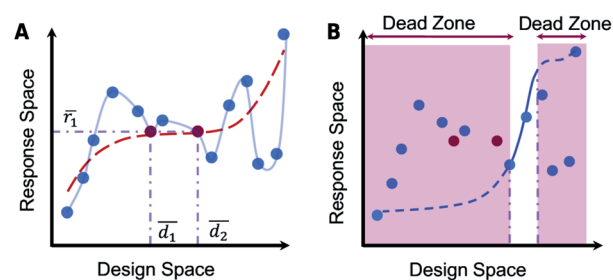 A
Response Space
r̅₁
d̅₁
d̅₂
Design Space
B
Dead Zone
Dead Zone
Response Space
Design Space